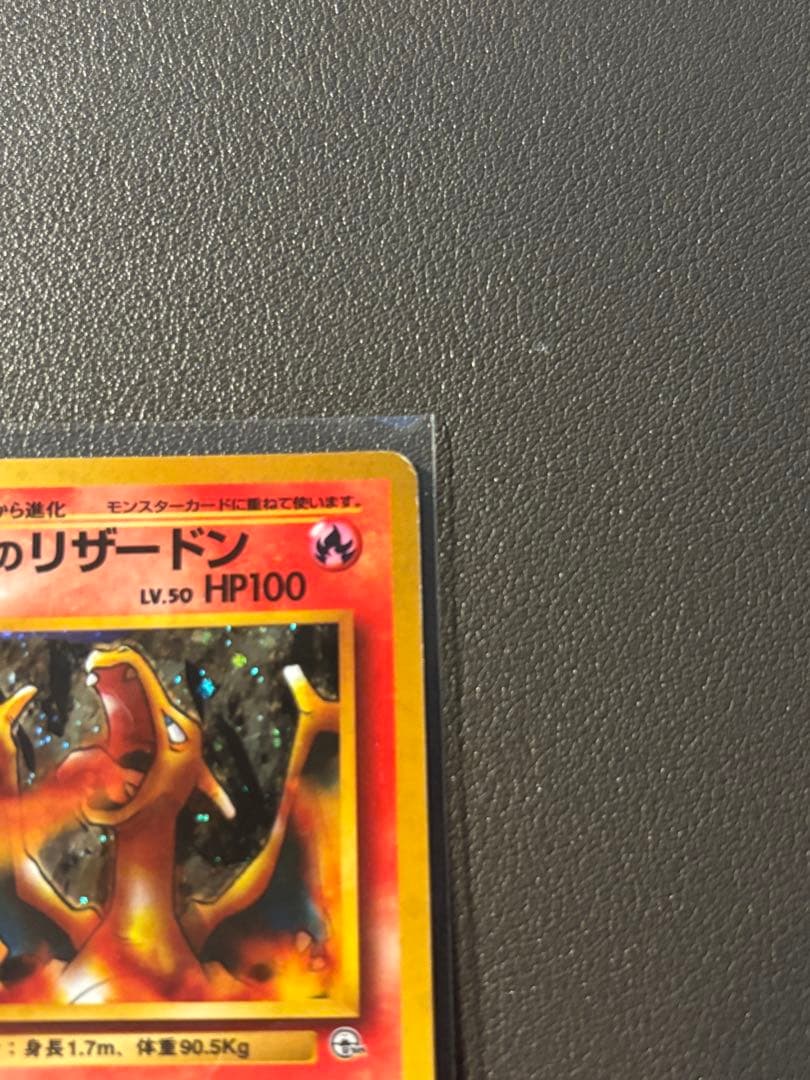 から進化 モンスターカードに重ねて使います。
のリザードン
LV.50 HP100
：身長1.7m、体重90.5Kg